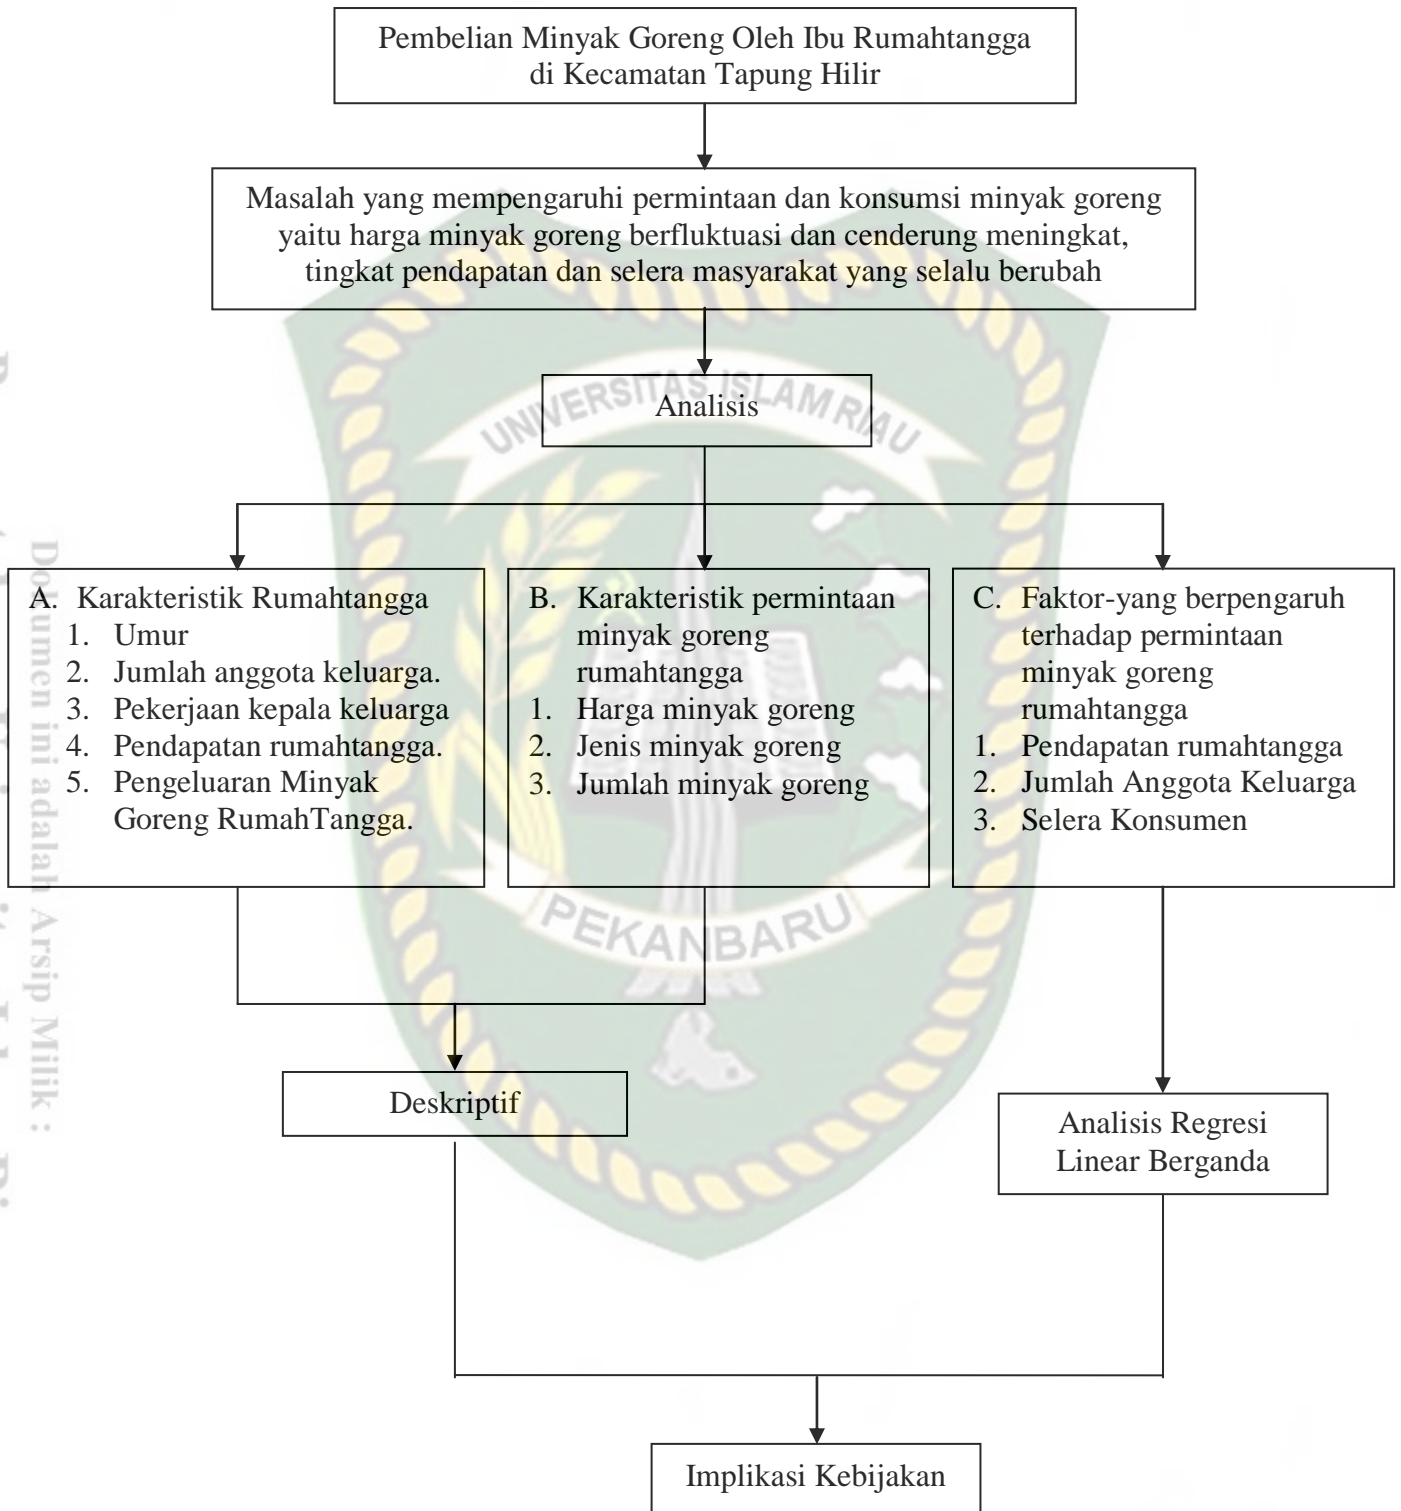 Pembelian Minyak Goreng Oleh Ibu Rumahtangga
di Kecamatan Tapung Hilir
Masalah yang mempengaruhi permintaan dan konsumsi minyak goreng
yaitu harga minyak goreng berfluktuasi dan cenderung meningkat,
tingkat pendapatan dan selera masyarakat yang selalu berubah
UNIVERSITAS ISLAM RIAU
Analisis
A. Karakteristik Rumahtangga
1. Umur
2. Jumlah anggota keluarga.
3. Pekerjaan kepala keluarga
4. Pendapatan rumahtangga.
5. Pengeluaran Minyak
Goreng RumahTangga.
B. Karakteristik permintaan
minyak goreng
rumahtangga
1. Harga minyak goreng
2. Jenis minyak goreng
3. Jumlah minyak goreng
C. Faktor-yang berpengaruh
terhadap permintaan
minyak goreng
rumahtangga
1. Pendapatan rumahtangga
2. Jumlah Anggota Keluarga
3. Selera Konsumen
PEKANBARU
Deskriptif
Analisis Regresi
Linear Berganda
Implikasi Kebijakan
Dokumen ini adalah Arsip Milik :